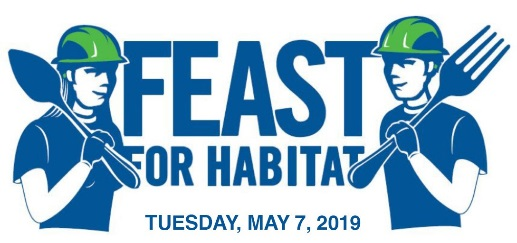 FEAST
FOR HABITAT
TUESDAY, MAY 7, 2019